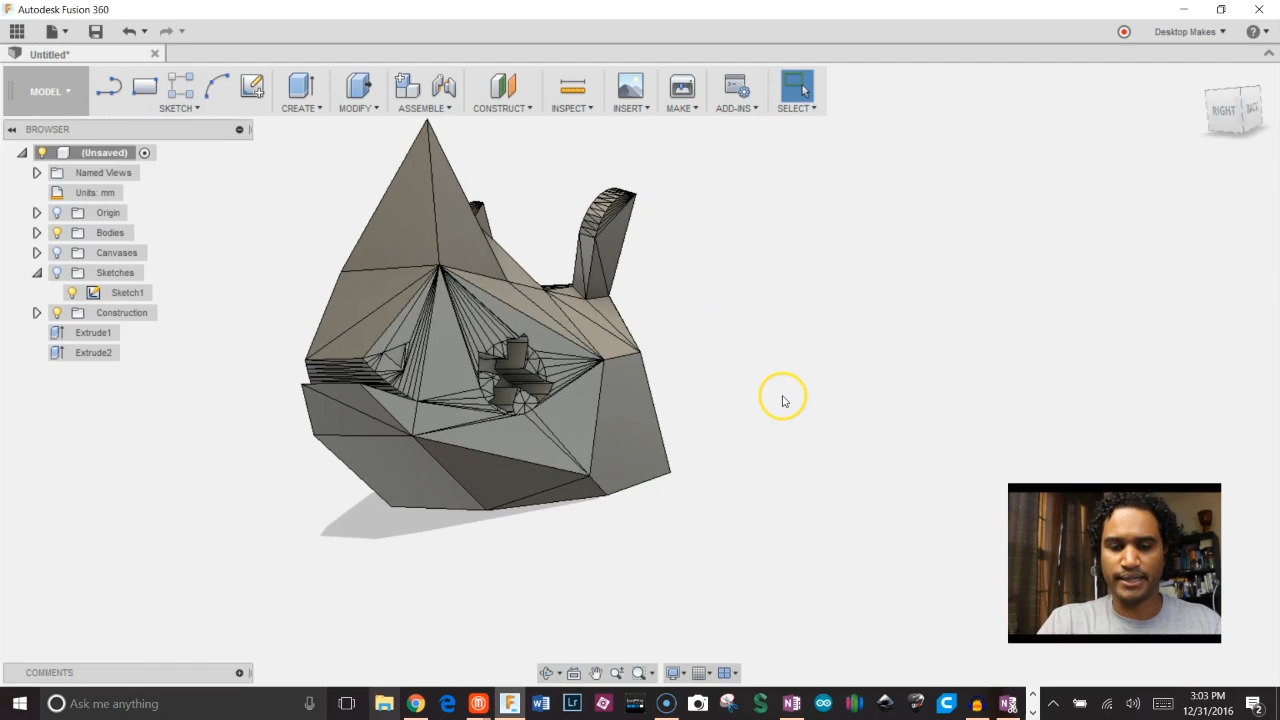 Autodesk Fusion 360
Desktop Makes
Untitled*
MODEL
SKETCH
CREATE
MODIFY
ASSEMBLE
CONSTRUCT
INSPECT
INSERT
MAKE
ADD-INS
SELECT
RIGHT
BACK
BROWSER
(Unsaved)
Named Views
Units: mm
Origin
Bodies
Canvases
Sketches
Sketch1
Construction
Extrude1
Extrude2
COMMENTS
Ask me anything
3:03 PM
12/31/2016